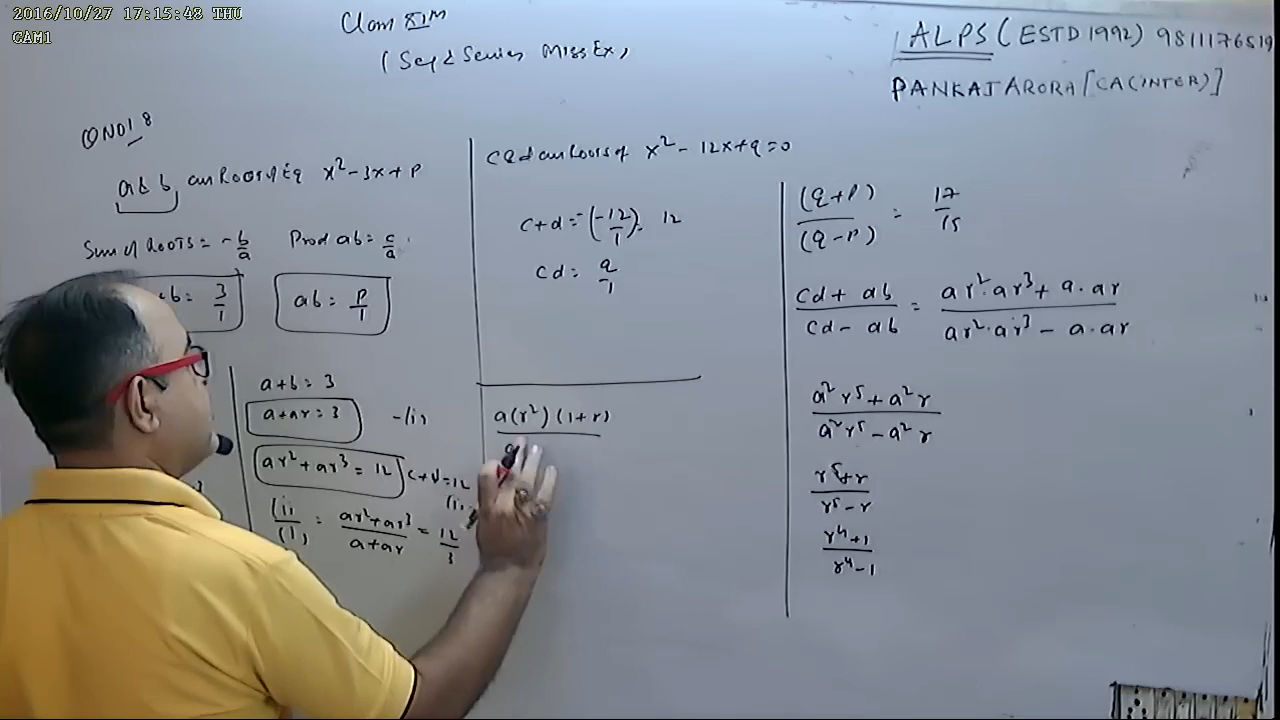 2016/10/27 17:15:48 THU
CAM1
Class XI M
(Seq & Series Miss Ex)
ALPS (ESTD 1992) 9811176519
PANKAJ ARORA [CA(INTER)]
Q NO 18
a & b are Roots of Eq x² - 3x + P
Sum of Roots = -b/a Prod ab = c/a
b = 3/1 ab = P/1
a + b = 3
a + ar = 3 -(i)
ar² + ar³ = 12 c + d = 12
(ii
(ii/(i) = (ar² + ar³)/(a + ar) = 12/3
c & d are Roots of x² - 12x + q = 0
c + d = -(-12/1) = 12
cd = q/1
a(r²)(1+r)
(q+p)/(q-p) = 17/15
(cd + ab)/(cd - ab) = (ar²·ar³ + a·ar)/(ar²·ar³ - a·ar)
(a²r⁵ + a²r)/(a²r⁵ - a²r)
(r⁵ + r)/(r⁵ - r)
(r⁴ + 1)/(r⁴ - 1)